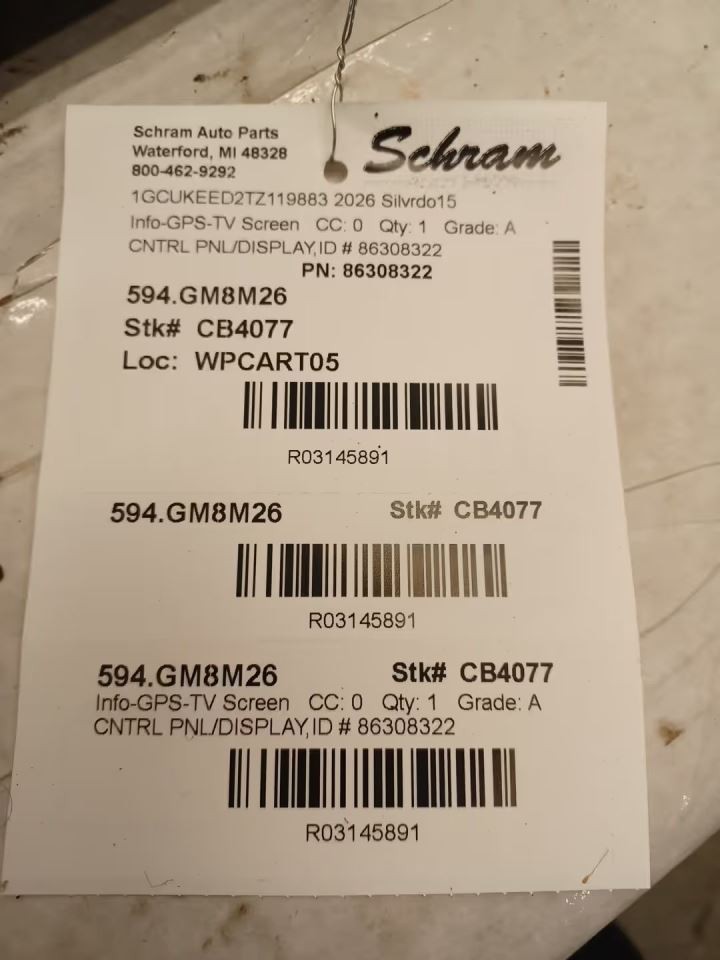 Schram Auto Parts
Waterford, MI 48328
800-462-9292
Schram
1GCUKEED2TZ119883 2026 Silvrdo15
Info-GPS-TV Screen CC: 0 Qty: 1 Grade: A
CNTRL PNL/DISPLAY,ID # 86308322
PN: 86308322
594.GM8M26
Stk# CB4077
Loc: WPCART05
R03145891
594.GM8M26 Stk# CB4077
R03145891
594.GM8M26 Stk# CB4077
Info-GPS-TV Screen CC: 0 Qty: 1 Grade: A
CNTRL PNL/DISPLAY,ID # 86308322
R03145891